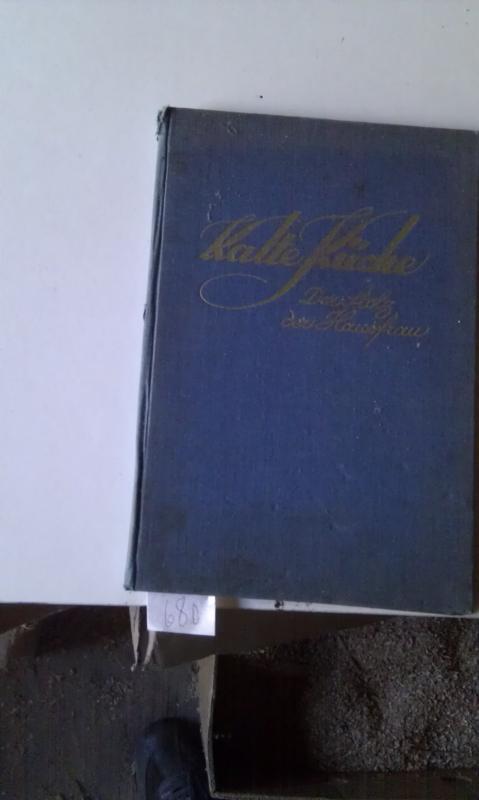 Kalte Küche
Der Stolz
der Hausfrau
680